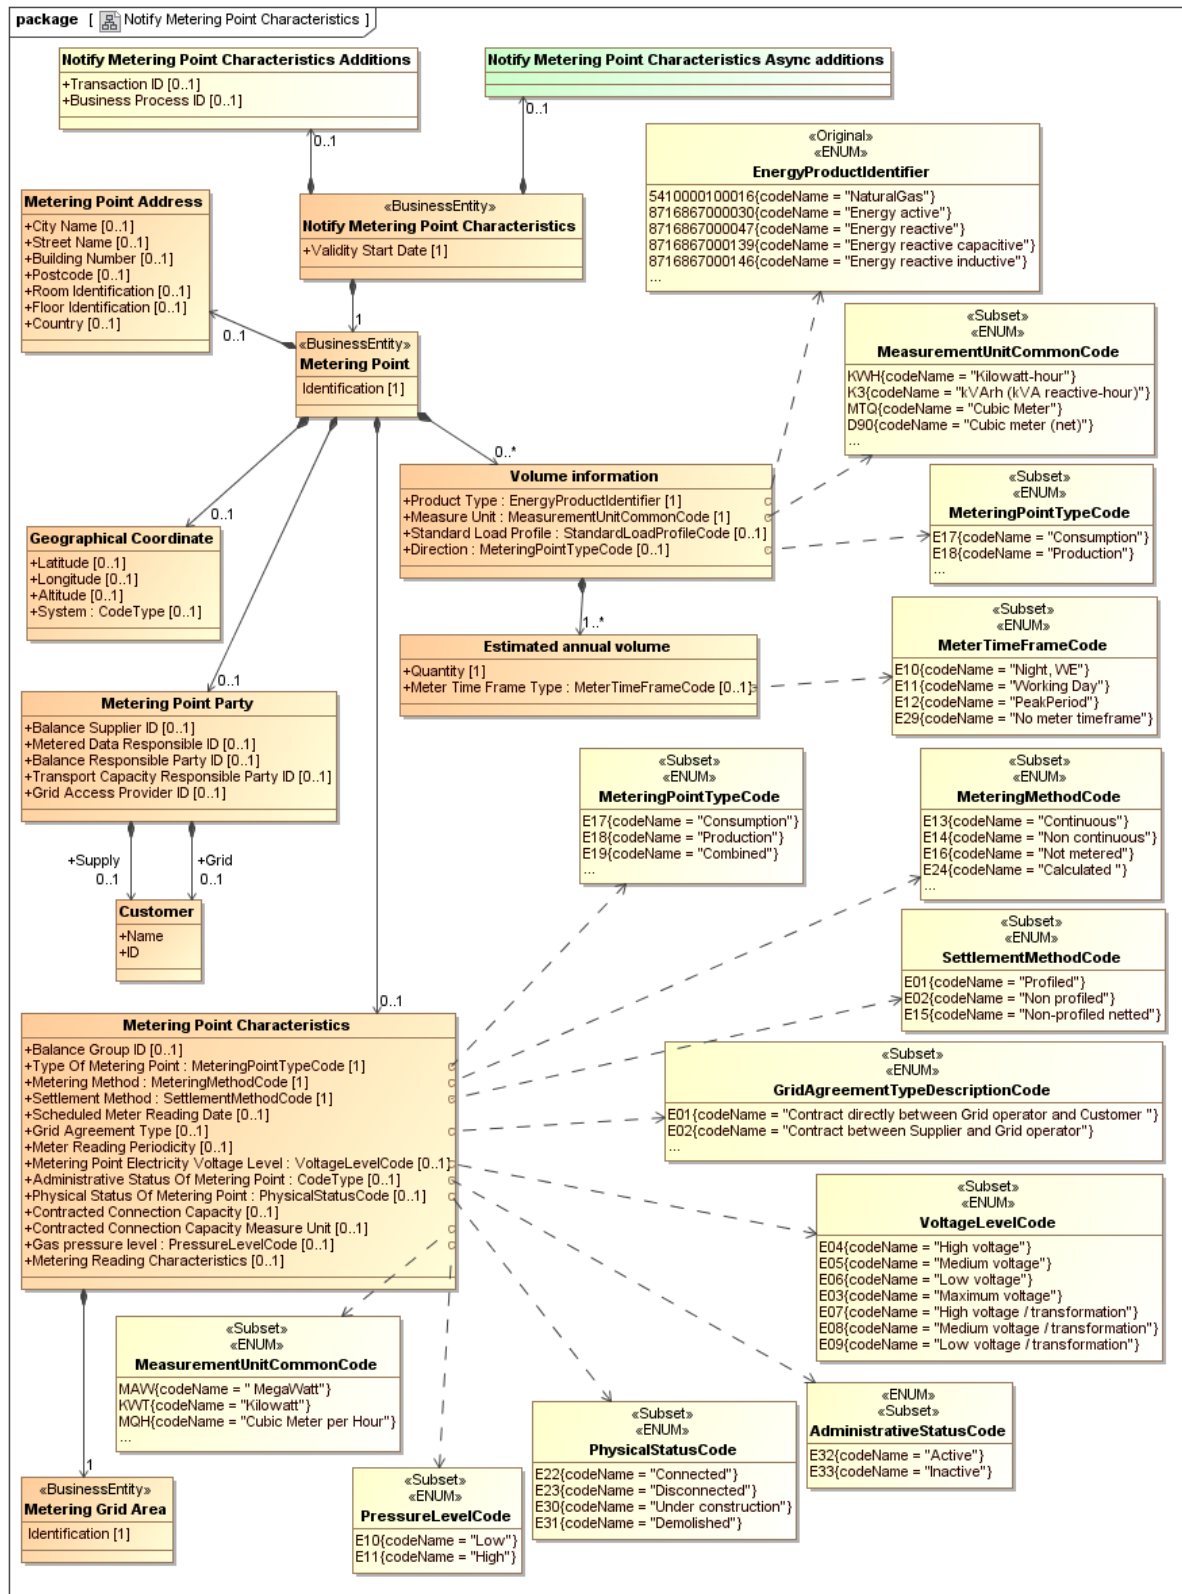 package [ Notify Metering Point Characteristics ]
Notify Metering Point Characteristics Additions
+Transaction ID [0..1]
+Business Process ID [0..1]
Notify Metering Point Characteristics Async additions
0..1
0..1
«Original»
«ENUM»
EnergyProductIdentifier
5410000100016{codeName = "NaturalGas"}
8716867000030{codeName = "Energy active"}
8716867000047{codeName = "Energy reactive"}
8716867000139{codeName = "Energy reactive capacitive"}
8716867000146{codeName = "Energy reactive inductive"}
...
Metering Point Address
+City Name [0..1]
+Street Name [0..1]
+Building Number [0..1]
+Postcode [0..1]
+Room Identification [0..1]
+Floor Identification [0..1]
+Country [0..1]
«BusinessEntity»
Notify Metering Point Characteristics
+Validity Start Date [1]
1
0..1
«BusinessEntity»
Metering Point
Identification [1]
«Subset»
«ENUM»
MeasurementUnitCommonCode
KWH{codeName = "Kilowatt-hour"}
K3{codeName = "kVArh (kVA reactive-hour)"}
MTQ{codeName = "Cubic Meter"}
D90{codeName = "Cubic meter (net)"}
...
0..*
Volume information
+Product Type : EnergyProductIdentifier [1]
+Measure Unit : MeasurementUnitCommonCode [1]
+Standard Load Profile : StandardLoadProfileCode [0..1]
+Direction : MeteringPointTypeCode [0..1]
«Subset»
«ENUM»
MeteringPointTypeCode
E17{codeName = "Consumption"}
E18{codeName = "Production"}
...
0..1
Geographical Coordinate
+Latitude [0..1]
+Longitude [0..1]
+Altitude [0..1]
+System : CodeType [0..1]
1..*
Estimated annual volume
+Quantity [1]
+Meter Time Frame Type : MeterTimeFrameCode [0..1]
«Subset»
«ENUM»
MeterTimeFrameCode
E10{codeName = "Night, WE"}
E11{codeName = "Working Day"}
E12{codeName = "PeakPeriod"}
E29{codeName = "No meter timeframe"}
0..1
Metering Point Party
+Balance Supplier ID [0..1]
+Metered Data Responsible ID [0..1]
+Balance Responsible Party ID [0..1]
+Transport Capacity Responsible Party ID [0..1]
+Grid Access Provider ID [0..1]
+Supply
0..1
+Grid
0..1
Customer
+Name
+ID
«Subset»
«ENUM»
MeteringPointTypeCode
E17{codeName = "Consumption"}
E18{codeName = "Production"}
E19{codeName = "Combined"}
...
«Subset»
«ENUM»
MeteringMethodCode
E13{codeName = "Continuous"}
E14{codeName = "Non continuous"}
E16{codeName = "Not metered"}
E24{codeName = "Calculated "}
...
«Subset»
«ENUM»
SettlementMethodCode
E01{codeName = "Profiled"}
E02{codeName = "Non profiled"}
E15{codeName = "Non-profiled netted"}
0..1
Metering Point Characteristics
+Balance Group ID [0..1]
+Type Of Metering Point : MeteringPointTypeCode [1]
+Metering Method : MeteringMethodCode [1]
+Settlement Method : SettlementMethodCode [1]
+Scheduled Meter Reading Date [0..1]
+Grid Agreement Type [0..1]
+Meter Reading Periodicity [0..1]
+Metering Point Electricity Voltage Level : VoltageLevelCode [0..1]
+Administrative Status Of Metering Point : CodeType [0..1]
+Physical Status Of Metering Point : PhysicalStatusCode [0..1]
+Contracted Connection Capacity [0..1]
+Contracted Connection Capacity Measure Unit [0..1]
+Gas pressure level : PressureLevelCode [0..1]
+Metering Reading Characteristics [0..1]
«Subset»
«ENUM»
GridAgreementTypeDescriptionCode
E01{codeName = "Contract directly between Grid operator and Customer "}
E02{codeName = "Contract between Supplier and Grid operator"}
...
«Subset»
«ENUM»
VoltageLevelCode
E04{codeName = "High voltage"}
E05{codeName = "Medium voltage"}
E06{codeName = "Low voltage"}
E03{codeName = "Maximum voltage"}
E07{codeName = "High voltage / transformation"}
E08{codeName = "Medium voltage / transformation"}
E09{codeName = "Low voltage / transformation"}
«Subset»
«ENUM»
MeasurementUnitCommonCode
MAW{codeName = " MegaWatt"}
KWT{codeName = "Kilowatt"}
MQH{codeName = "Cubic Meter per Hour"}
...
«ENUM»
«Subset»
AdministrativeStatusCode
E32{codeName = "Active"}
E33{codeName = "Inactive"}
«Subset»
«ENUM»
PhysicalStatusCode
E22{codeName = "Connected"}
E23{codeName = "Disconnected"}
E30{codeName = "Under construction"}
E31{codeName = "Demolished"}
1
«BusinessEntity»
Metering Grid Area
Identification [1]
«Subset»
«ENUM»
PressureLevelCode
E10{codeName = "Low"}
E11{codeName = "High"}